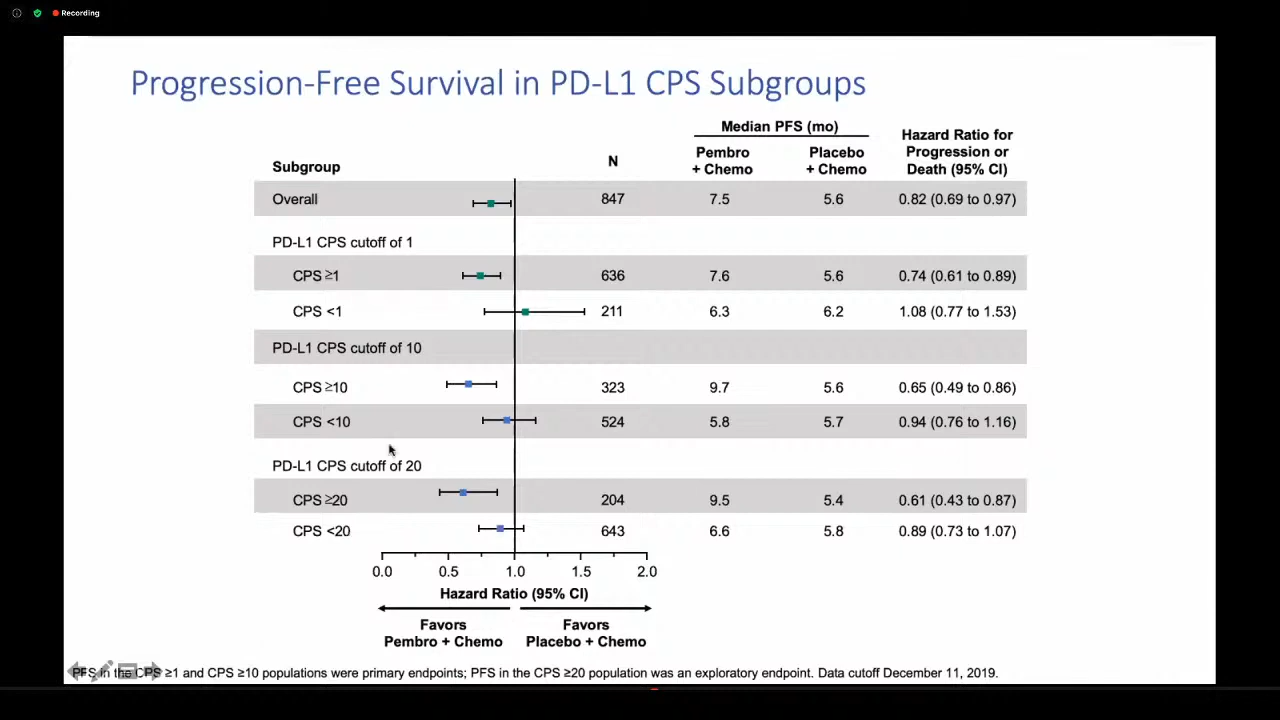 Recording
Progression-Free Survival in PD-L1 CPS Subgroups
Median PFS (mo)
Subgroup
N
Pembro
+ Chemo
Placebo
+ Chemo
Hazard Ratio for
Progression or
Death (95% CI)
Overall 847 7.5 5.6 0.82 (0.69 to 0.97)
PD-L1 CPS cutoff of 1
CPS ≥1 636 7.6 5.6 0.74 (0.61 to 0.89)
CPS <1 211 6.3 6.2 1.08 (0.77 to 1.53)
PD-L1 CPS cutoff of 10
CPS ≥10 323 9.7 5.6 0.65 (0.49 to 0.86)
CPS <10 524 5.8 5.7 0.94 (0.76 to 1.16)
PD-L1 CPS cutoff of 20
CPS ≥20 204 9.5 5.4 0.61 (0.43 to 0.87)
CPS <20 643 6.6 5.8 0.89 (0.73 to 1.07)
0.0 0.5 1.0 1.5 2.0
Hazard Ratio (95% CI)
Favors
Pembro + Chemo
Favors
Placebo + Chemo
PFS in the CPS ≥1 and CPS ≥10 populations were primary endpoints; PFS in the CPS ≥20 population was an exploratory endpoint. Data cutoff December 11, 2019.